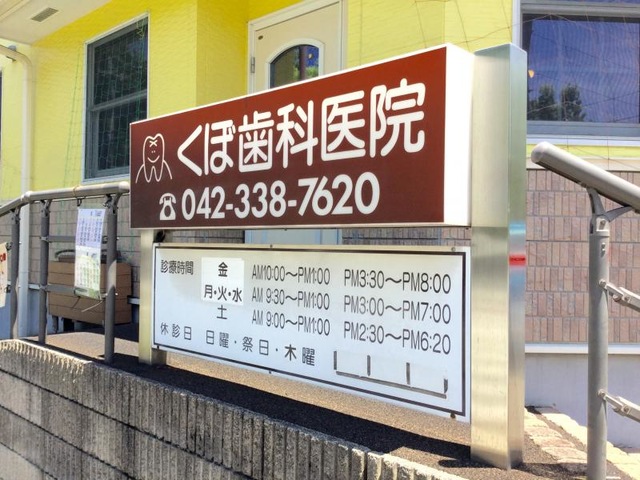 くぼ歯科医院
☎042-338-7620
診療時間 金 AM10:00〜PM1:00 PM3:30〜PM8:00
月・火・水 AM 9:30〜PM1:00 PM3:00〜PM7:00
土 AM 9:00〜PM1:00 PM2:30〜PM6:20
休診日 日曜・祭日・木曜